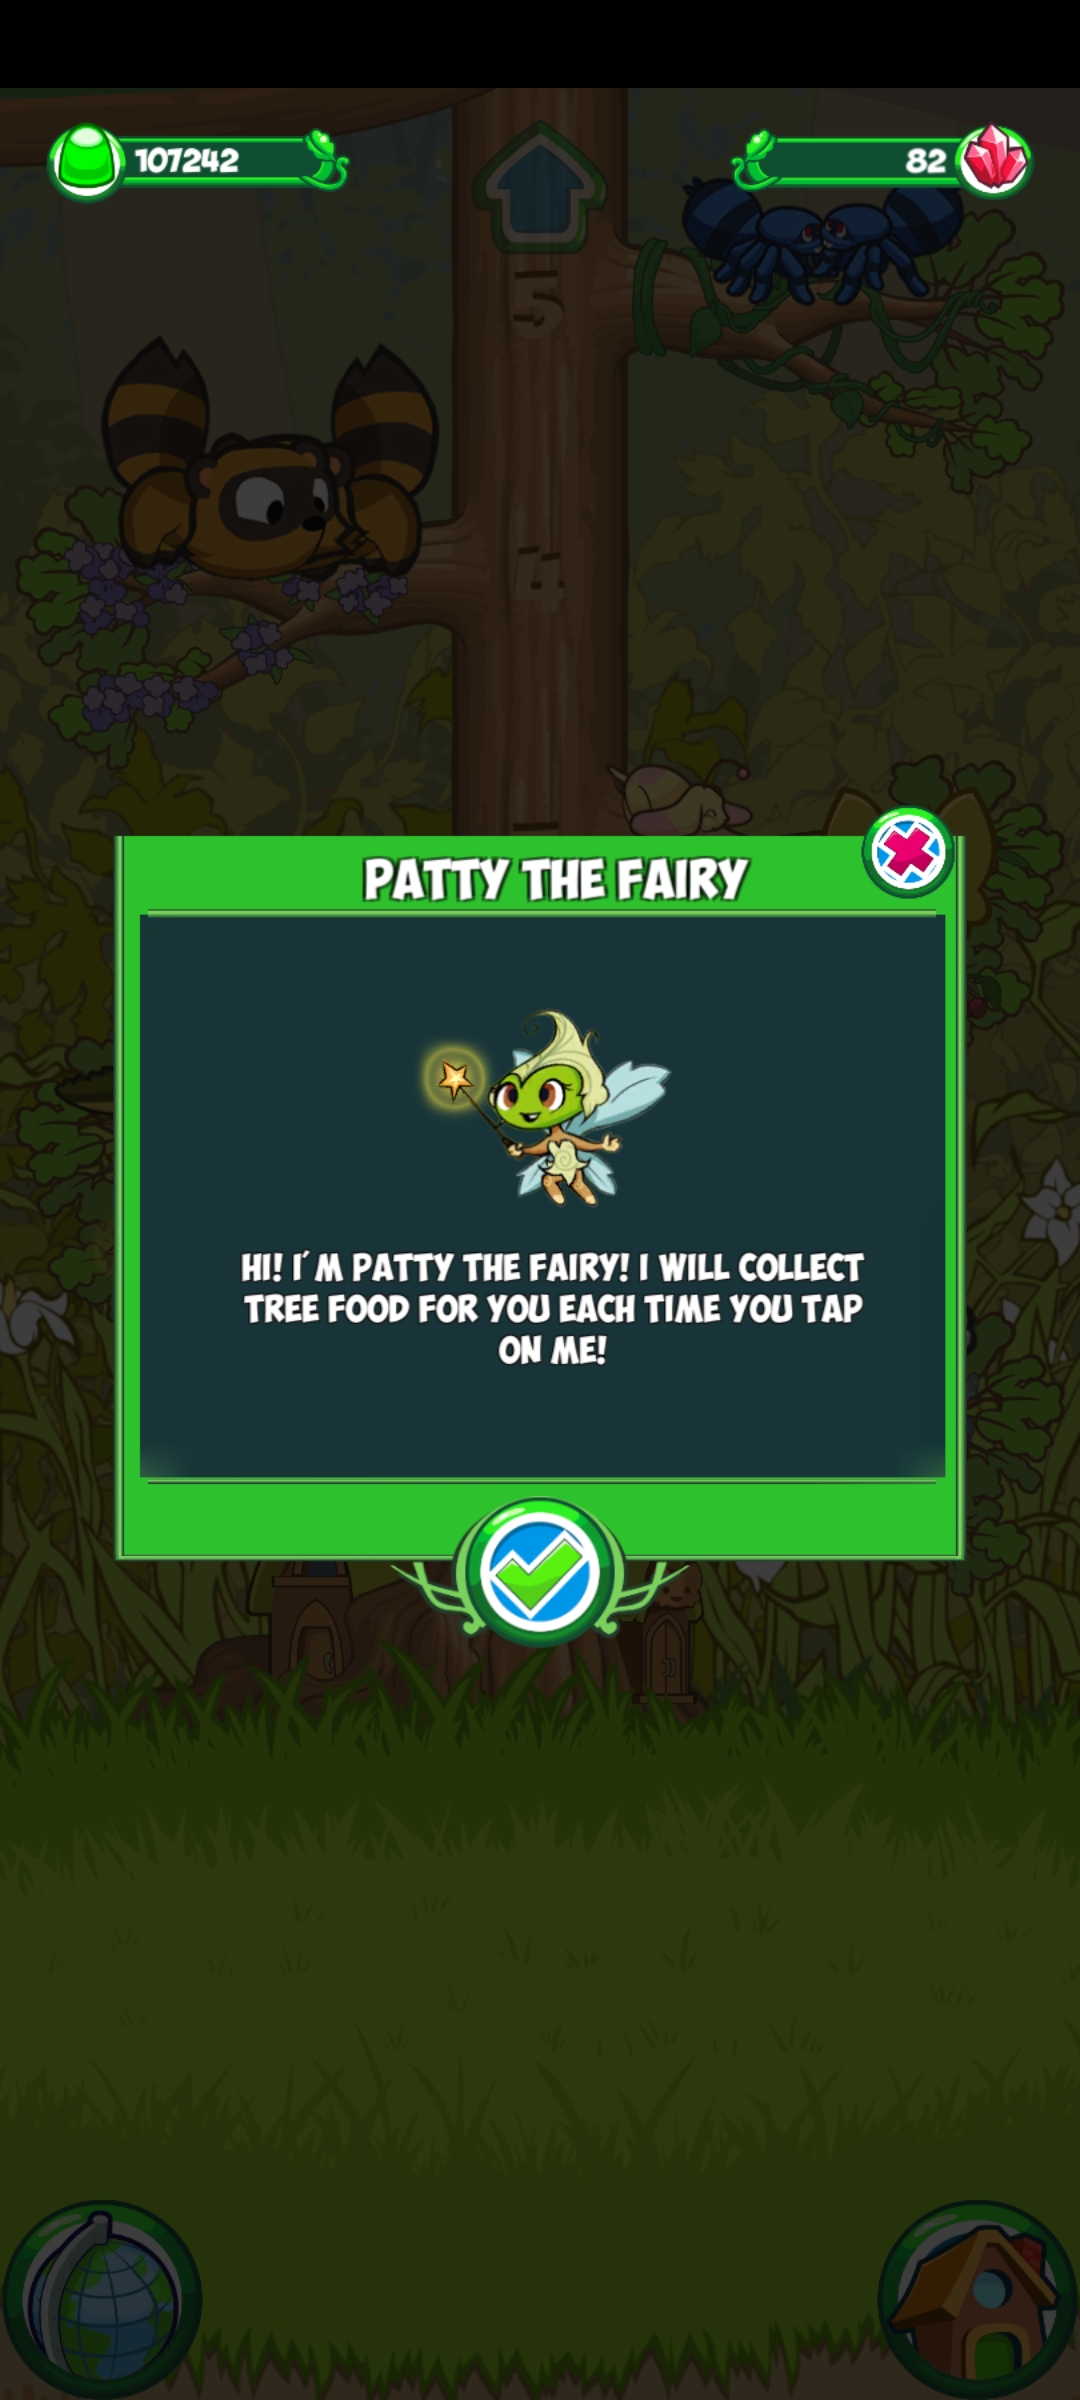 107242
82
5
4
PATTY THE FAIRY
HI! I´M PATTY THE FAIRY! I WILL COLLECT
TREE FOOD FOR YOU EACH TIME YOU TAP
ON ME!